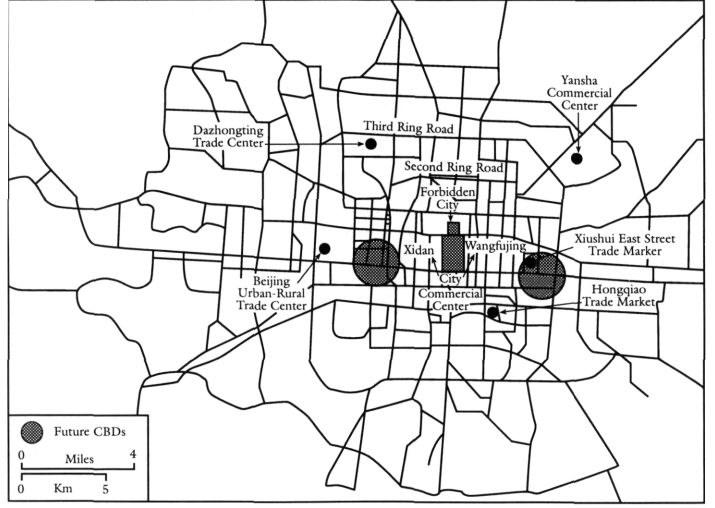 Yansha
Commercial
Center
Dazhongting
Trade Center
Third Ring Road
Second Ring Road
Forbidden
City
Xidan
Wangfujing
Xiushui East Street
Trade Marker
City
Commercial
Center
Beijing
Urban-Rural
Trade Center
Hongqiao
Trade Market
Future CBDs
0 4
Miles
0 Km 5